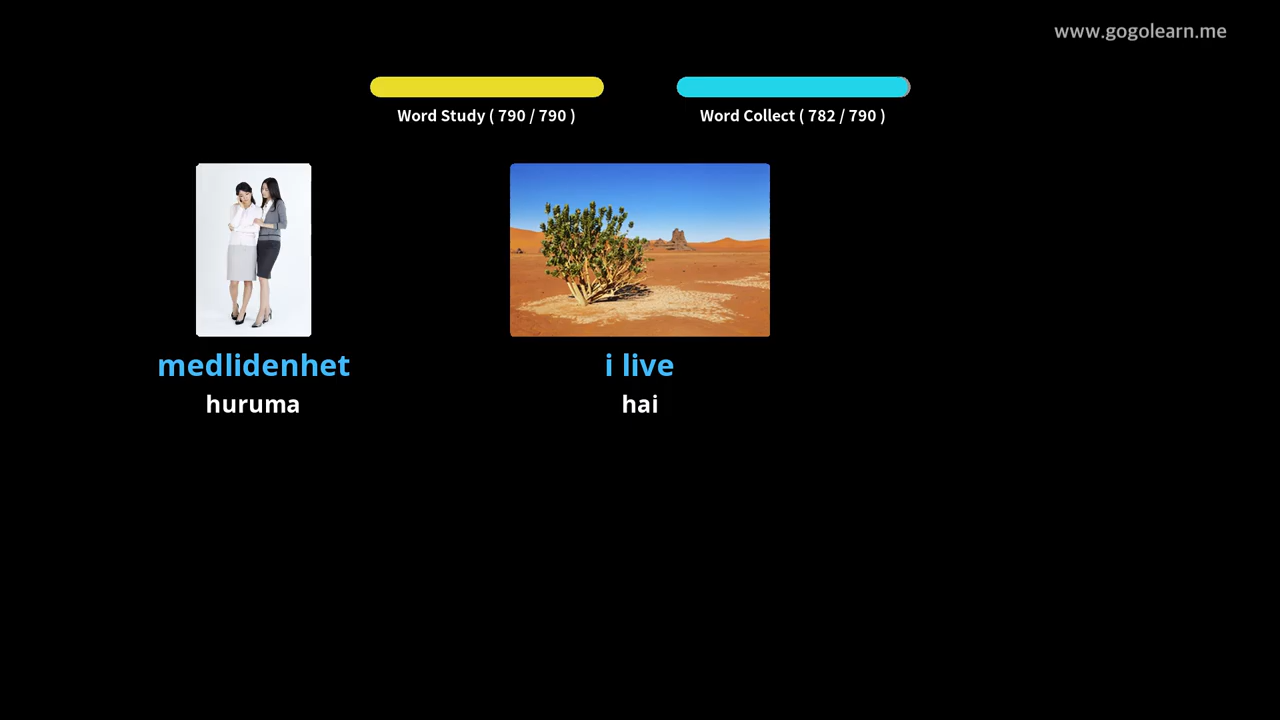 www.gogolearn.me
Word Study ( 790 / 790 )
Word Collect ( 782 / 790 )
medlidenhet
i live
huruma
hai